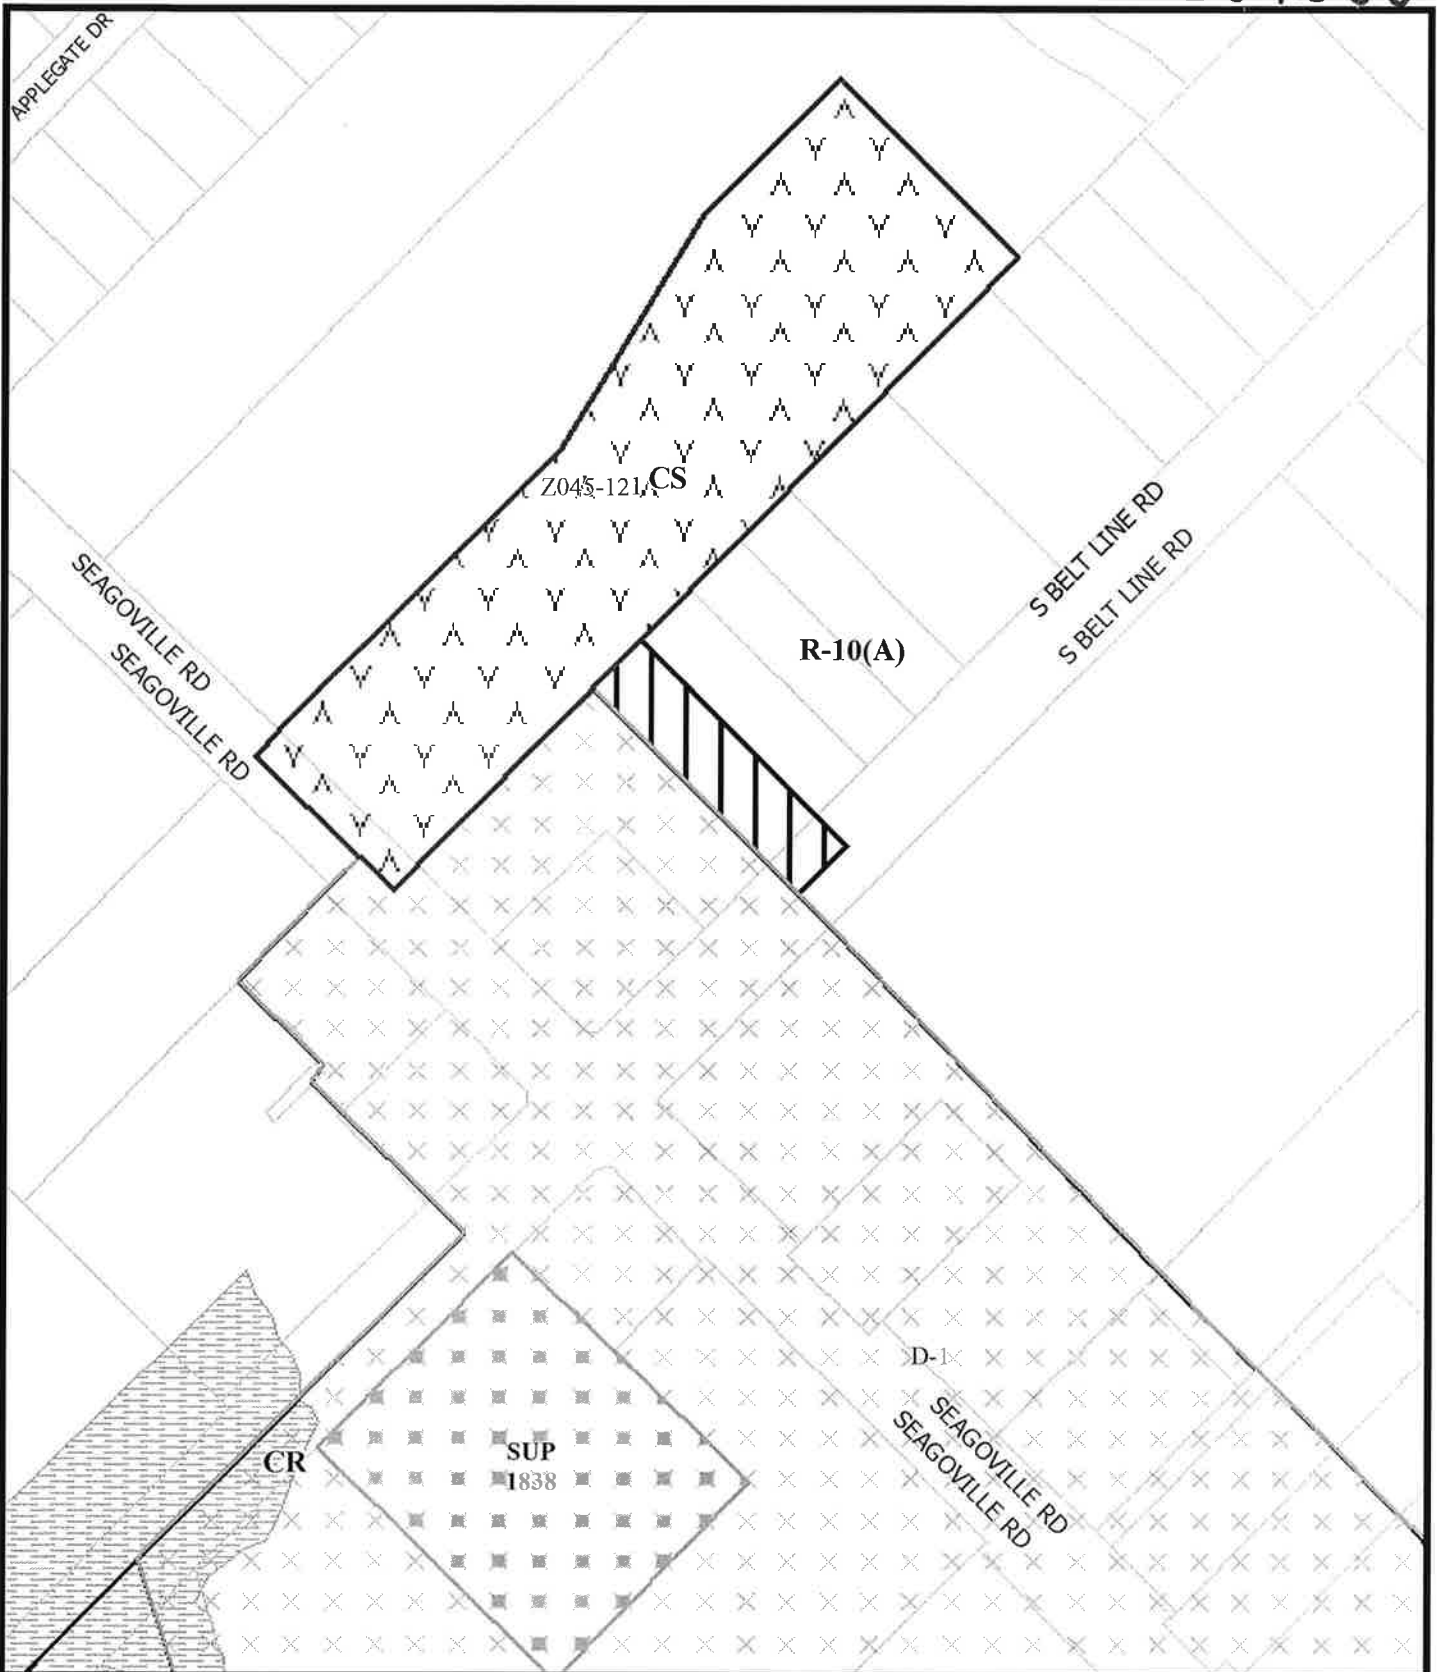 APPLEGATE DR
Z045-121
CS
S BELT LINE RD
S BELT LINE RD
SEAGOVILLE RD
SEAGOVILLE RD
R-10(A)
D-1
SEAGOVILLE RD
SEAGOVILLE RD
CR
SUP
1838